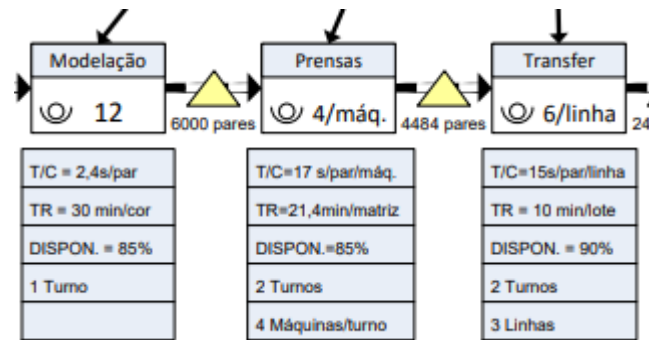 Modelação
12
6000 pares
Prensas
4/máq.
4484 pares
Transfer
6/linha
24
T/C = 2,4s/par
TR = 30 min/cor
DISPON. = 85%
1 Turno
T/C=17 s/par/máq.
TR=21,4min/matriz
DISPON.=85%
2 Turnos
4 Máquinas/turno
T/C=15s/par/linha
TR = 10 min/lote
DISPON. = 90%
2 Turnos
3 Linhas